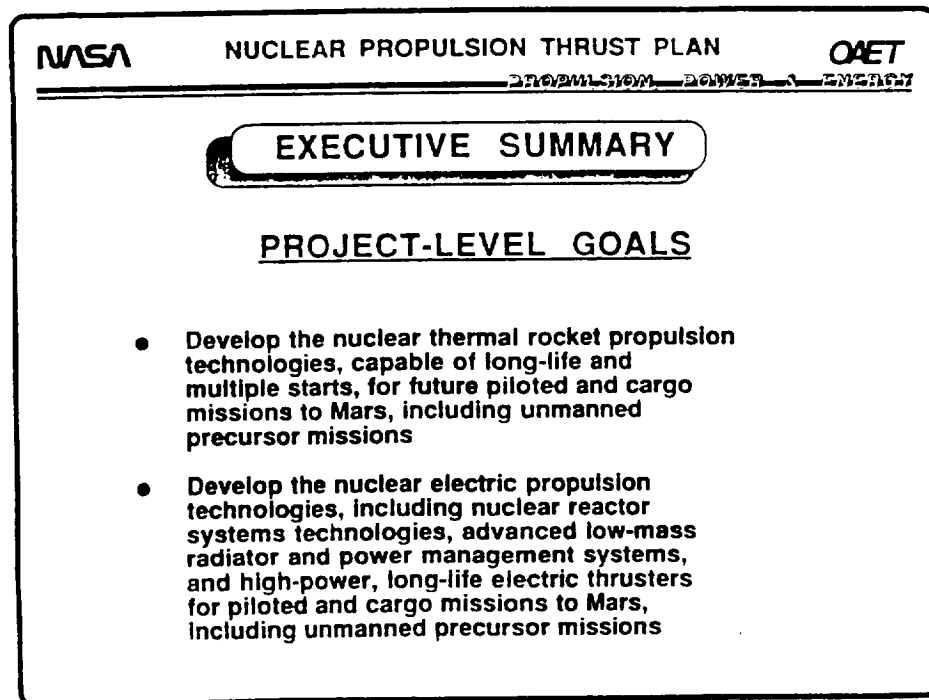 NASA NUCLEAR PROPULSION THRUST PLAN OAET
PROPULSION, POWER & ENERGY
EXECUTIVE SUMMARY
PROJECT-LEVEL GOALS
• Develop the nuclear thermal rocket propulsion
technologies, capable of long-life and
multiple starts, for future piloted and cargo
missions to Mars, including unmanned
precursor missions
• Develop the nuclear electric propulsion
technologies, including nuclear reactor
systems technologies, advanced low-mass
radiator and power management systems,
and high-power, long-life electric thrusters
for piloted and cargo missions to Mars,
including unmanned precursor missions